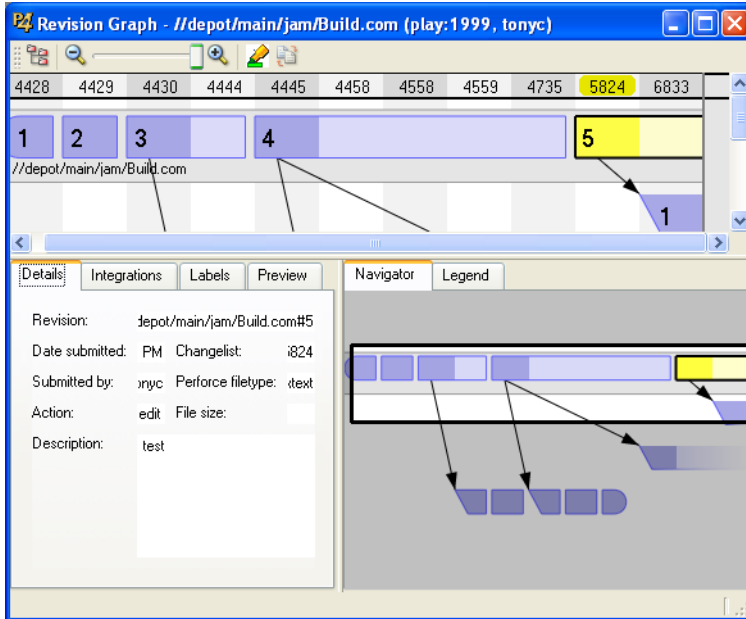 P4 Revision Graph - //depot/main/jam/Build.com (play:1999, tonyc)
4428 4429 4430 4444 4445 4458 4558 4559 4735 5824 6833
1 2 3 4 5
//depot/main/jam/Build.com
1
Details Integrations Labels Preview Navigator Legend
Revision: depot/main/jam/Build.com#5
Date submitted: PM Changelist: 5824
Submitted by: onyc Perforce filetype: xtext
Action: edit File size:
Description: test